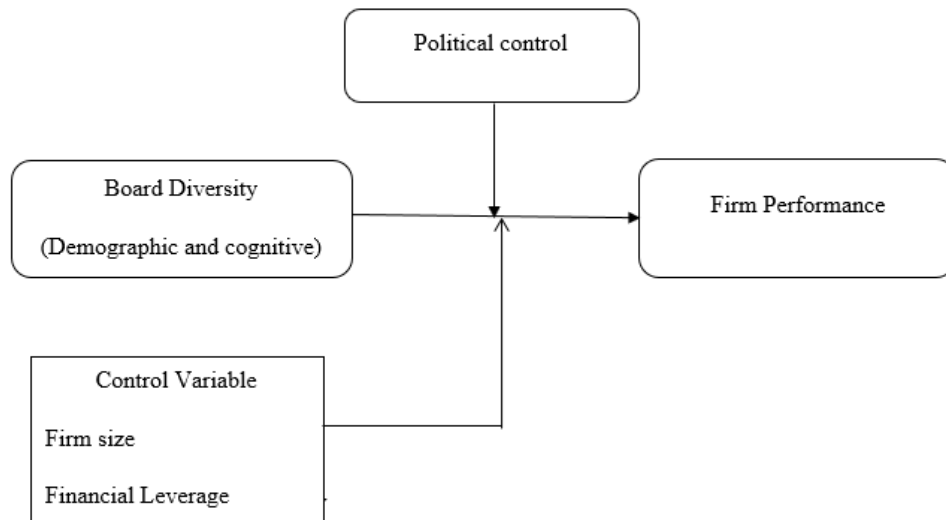 Political control
Board Diversity
(Demographic and cognitive)
Firm Performance
Control Variable
Firm size
Financial Leverage